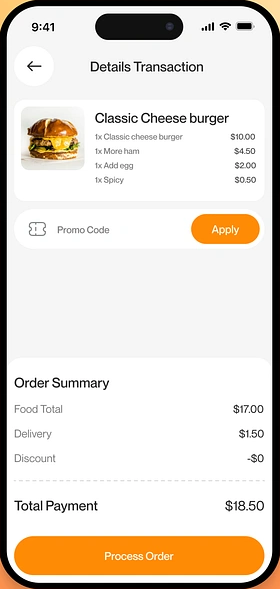 9:41
Details Transaction
Classic Cheese burger
1x Classic cheese burger $10.00
1x More ham $4.50
1x Add egg $2.00
1x Spicy $0.50
Promo Code Apply
Order Summary
Food Total $17.00
Delivery $1.50
Discount -$0
Total Payment $18.50
Process Order